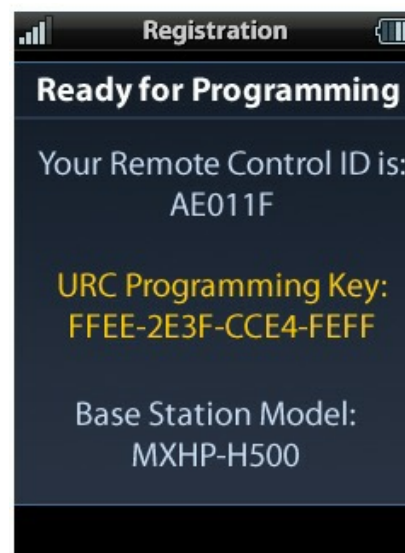 Registration
Ready for Programming
Your Remote Control ID is:
AE011F
URC Programming Key:
FFEE-2E3F-CCE4-FEFF
Base Station Model:
MXHP-H500